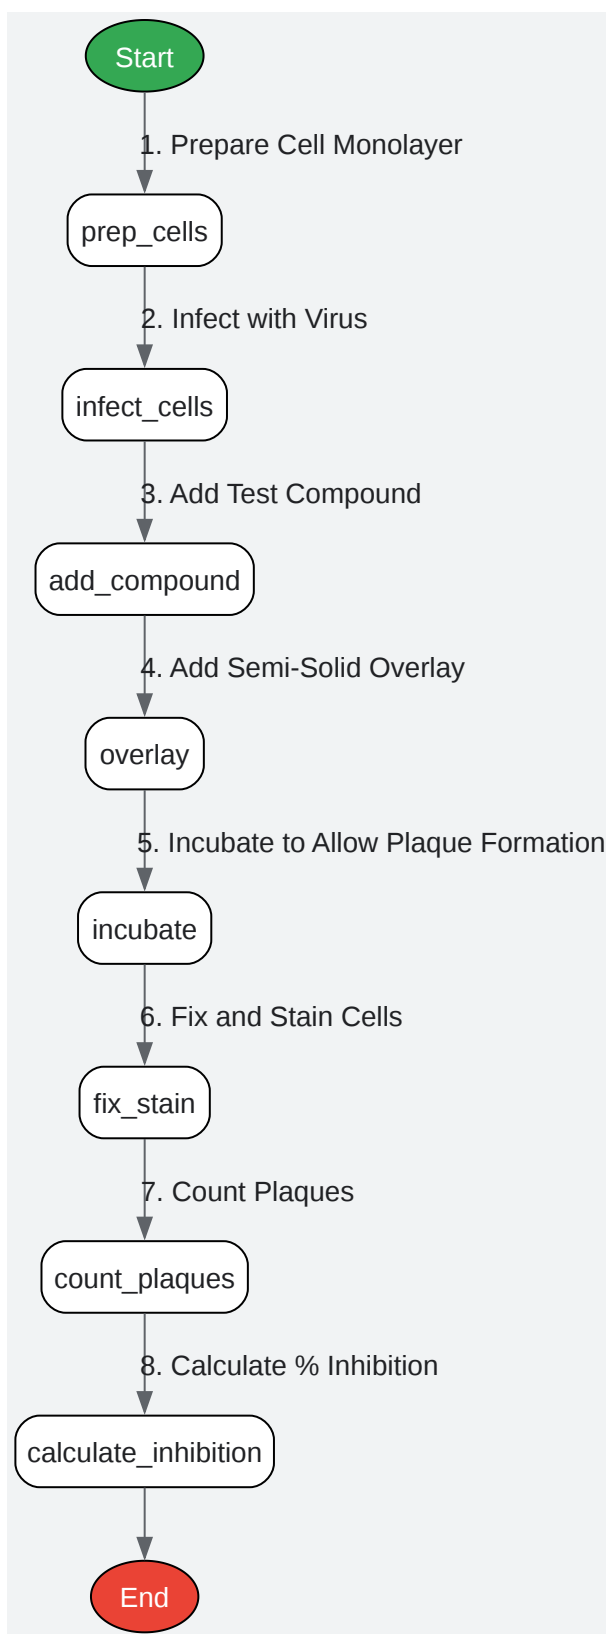 Start
1. Prepare Cell Monolayer
prep_cells
2. Infect with Virus
infect_cells
3. Add Test Compound
add_compound
4. Add Semi-Solid Overlay
overlay
5. Incubate to Allow Plaque Formation
incubate
6. Fix and Stain Cells
fix_stain
7. Count Plaques
count_plaques
8. Calculate % Inhibition
calculate_inhibition
End